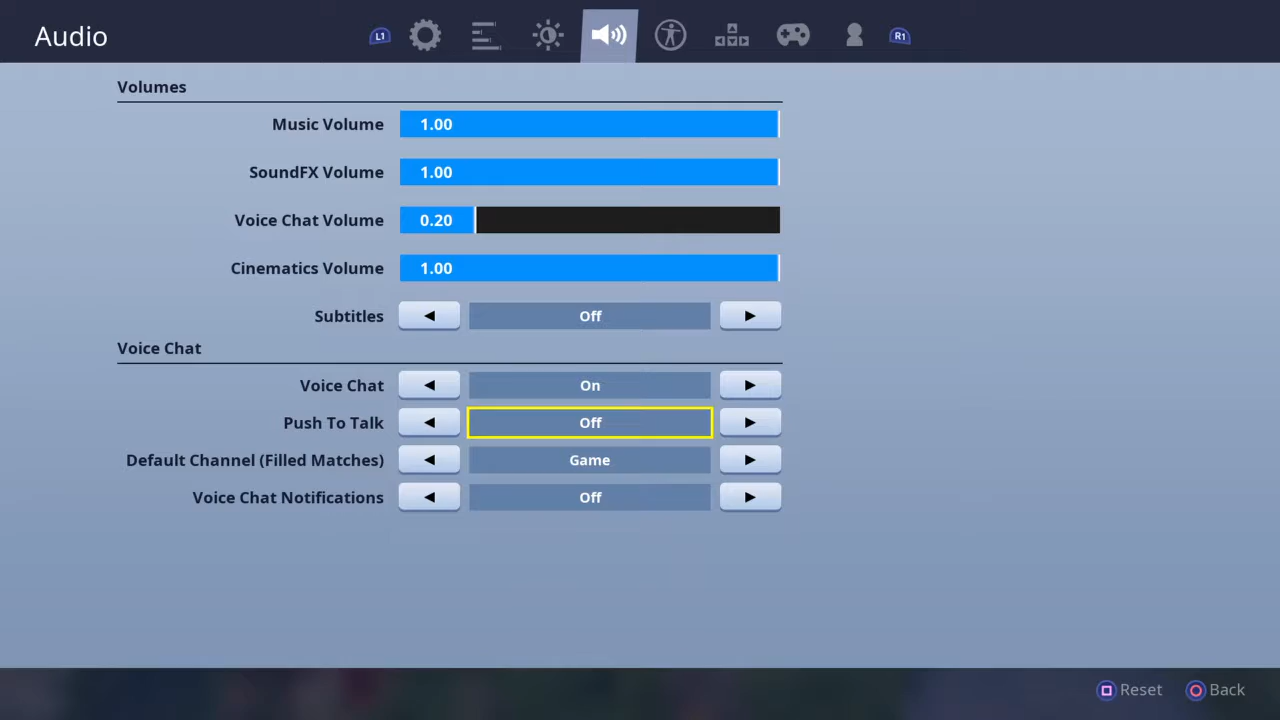 Audio
L1
R1
Volumes
Music Volume 1.00
SoundFX Volume 1.00
Voice Chat Volume 0.20
Cinematics Volume 1.00
Subtitles Off
Voice Chat
Voice Chat On
Push To Talk Off
Default Channel (Filled Matches) Game
Voice Chat Notifications Off
Reset Back